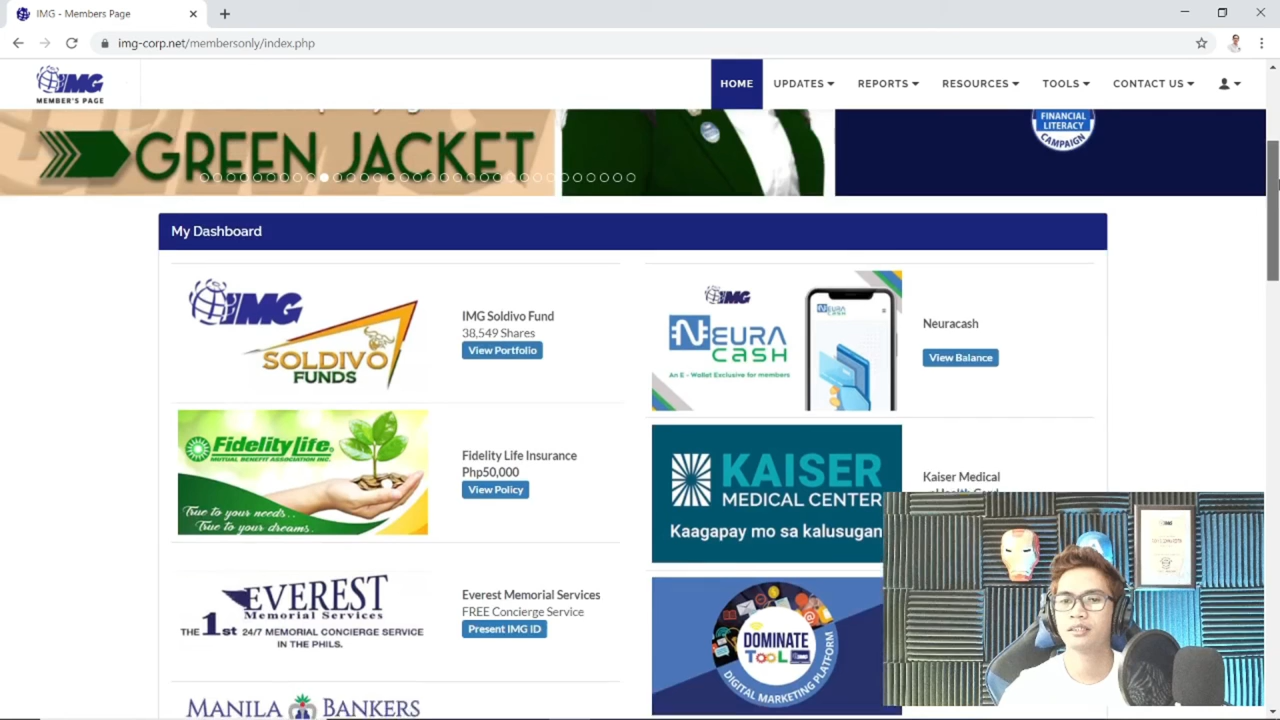 IMG - Members Page
img-corp.net/membersonly/index.php
IMG
MEMBER'S PAGE
HOME
UPDATES
REPORTS
RESOURCES
TOOLS
CONTACT US
GREEN JACKET
FINANCIAL
LITERACY
CAMPAIGN
My Dashboard
IMG
SOLDIVO
FUNDS
IMG Soldivo Fund
38,549 Shares
View Portfolio
IMG
NEURA
CASH
An E - Wallet Exclusive for members
NEURA
CASH
Neuracash
View Balance
Fidelity Life
MUTUAL BENEFIT ASSOCIATION INC.
True to your needs..
True to your dreams...
Fidelity Life Insurance
Php50,000
View Policy
KAISER
MEDICAL CENTER
Kaagapay mo sa kalusugan
Kaiser Medical
EVEREST
Memorial Services
THE 1st 24/7 MEMORIAL CONCIERGE SERVICE
IN THE PHILS.
Everest Memorial Services
FREE Concierge Service
Present IMG ID
DOMINATE
TOOL IMG
DIGITAL MARKETING PLATFORM
MANILA BANKERS